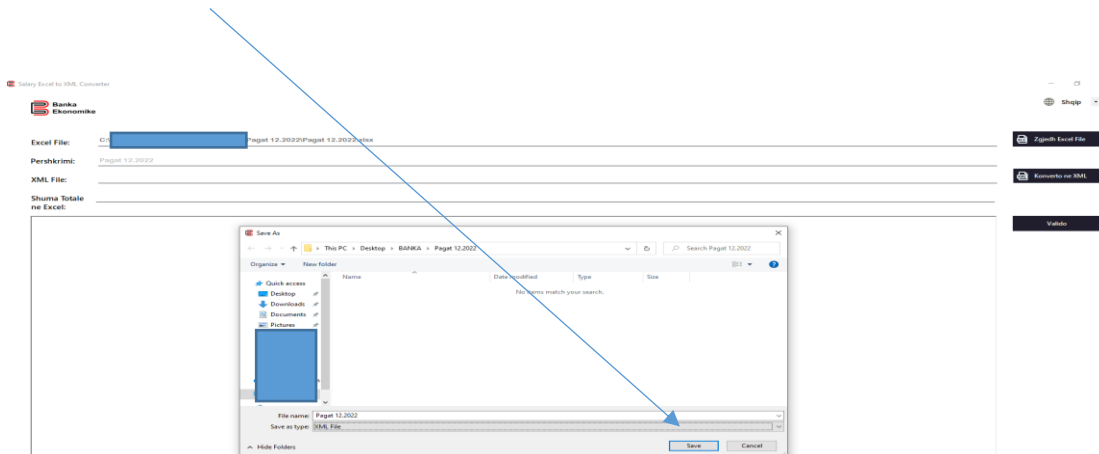 Salary Excel to XML Converter
Banka
Ekonomike
Shqip
Excel File:
C:\
Pagat 12.2022\Pagat 12.2022.xlsx
Zgjedh Excel File
Pershkrimi:
Pagat 12.2022
XML File:
Konverto ne XML
Shuma Totale
ne Excel:
Valido
Save As
This PC > Desktop > BANKA > Pagat 12.2022
Search Pagat 12.2022
Organize
New folder
Name
Date modified
Type
Size
No items match your search.
Quick access
Desktop
Downloads
Documents
Pictures
File name: Pagat 12.2022
Save as type: XML File
Hide Folders
Save
Cancel